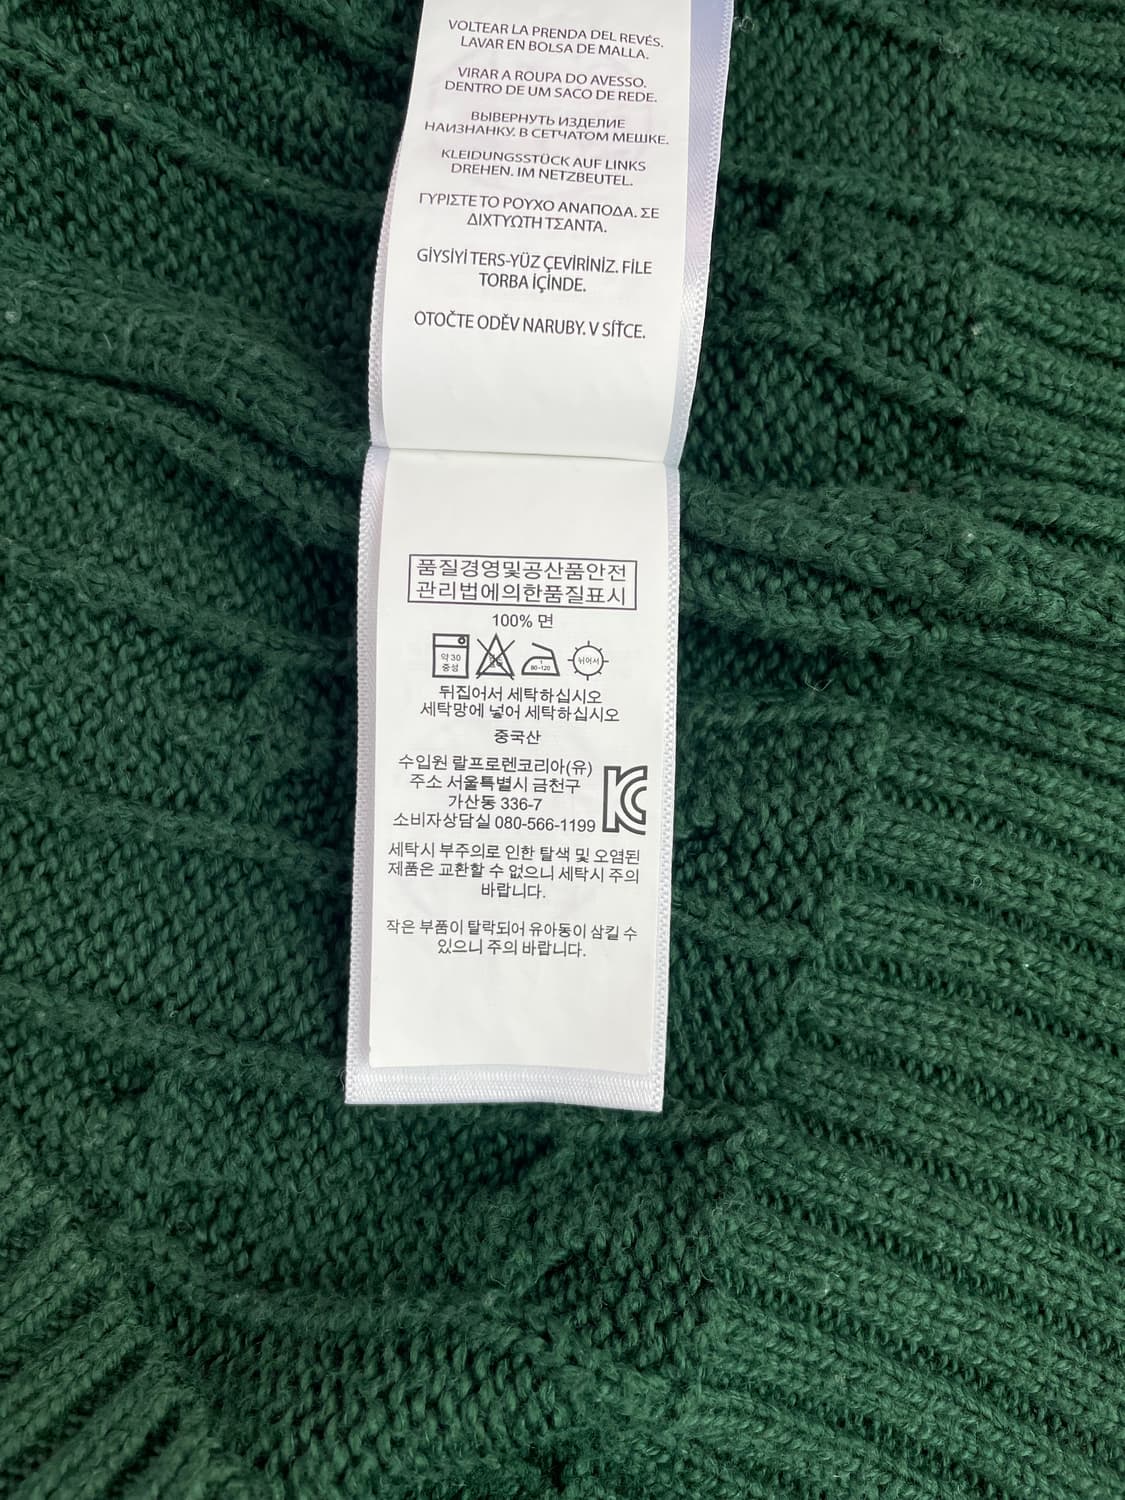 VOLTEAR LA PRENDA DEL REVÉS.
LAVAR EN BOLSA DE MALLA.
VIRAR A ROUPA DO AVESSO.
DENTRO DE UM SACO DE REDE.
ВЫВЕРНУТЬ ИЗДЕЛИЕ
НАИЗНАНКУ. В СЕТЧАТОМ МЕШКЕ.
KLEIDUNGSSTÜCK AUF LINKS
DREHEN. IM NETZBEUTEL.
ΓΥΡΙΣΤΕ ΤΟ ΡΟΥΧΟ ΑΝΑΠΟΔΑ. ΣΕ
ΔΙΧΤΥΩΤΗ ΤΣΑΝΤΑ.
GİYSİYİ TERS-YÜZ ÇEVİRİNİZ. FİLE
TORBA İÇİNDE.
OTOČTE ODĚV NARUBY. V SÍŤCE.
품질경영및공산품안전
관리법에의한품질표시
100% 면
약 30
중성
1
80-120
뉘어서
뒤집어서 세탁하십시오
세탁망에 넣어 세탁하십시오
중국산
수입원 랄프로렌코리아(유)
주소 서울특별시 금천구
가산동 336-7
소비자상담실 080-566-1199
세탁시 부주의로 인한 탈색 및 오염된
제품은 교환할 수 없으니 세탁시 주의
바랍니다.
작은 부품이 탈락되어 유아동이 삼킬 수
있으니 주의 바랍니다.